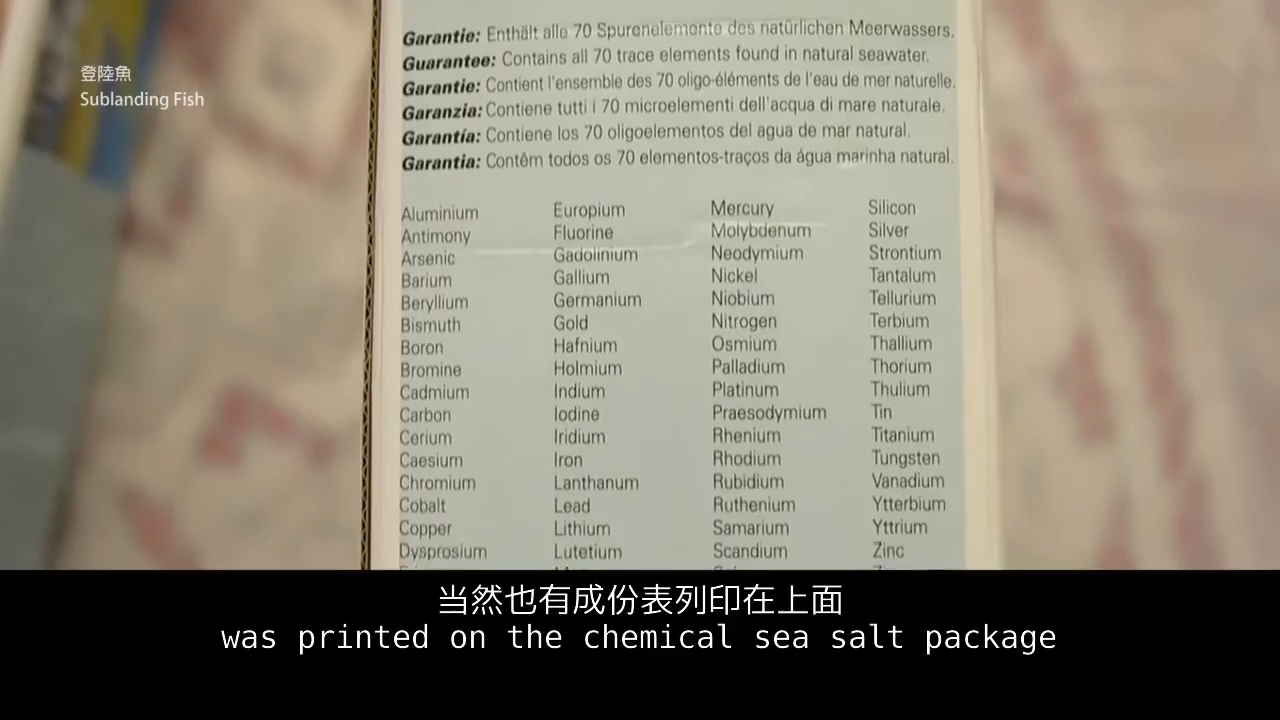 登陸魚
Sublanding Fish
Garantie: Enthält alle 70 Spurenelemente des natürlichen Meerwassers.
Guarantee: Contains all 70 trace elements found in natural seawater.
Garantie: Contient l'ensemble des 70 oligo-éléments de l'eau de mer naturelle.
Garanzia: Contiene tutti i 70 microelementi dell'acqua di mare naturale.
Garantía: Contiene los 70 oligoelementos del agua de mar natural.
Garantia: Contêm todos os 70 elementos-traços da água marinha natural.
Aluminium
Antimony
Arsenic
Barium
Beryllium
Bismuth
Boron
Bromine
Cadmium
Carbon
Cerium
Caesium
Chromium
Cobalt
Copper
Dysprosium
Europium
Fluorine
Gadolinium
Gallium
Germanium
Gold
Hafnium
Holmium
Indium
Iodine
Iridium
Iron
Lanthanum
Lead
Lithium
Lutetium
Mercury
Molybdenum
Neodymium
Nickel
Niobium
Nitrogen
Osmium
Palladium
Platinum
Praesodymium
Rhenium
Rhodium
Rubidium
Ruthenium
Samarium
Scandium
Silicon
Silver
Strontium
Tantalum
Tellurium
Terbium
Thallium
Thorium
Thulium
Tin
Titanium
Tungsten
Vanadium
Ytterbium
Yttrium
Zinc
当然也有成份表列印在上面
was printed on the chemical sea salt package